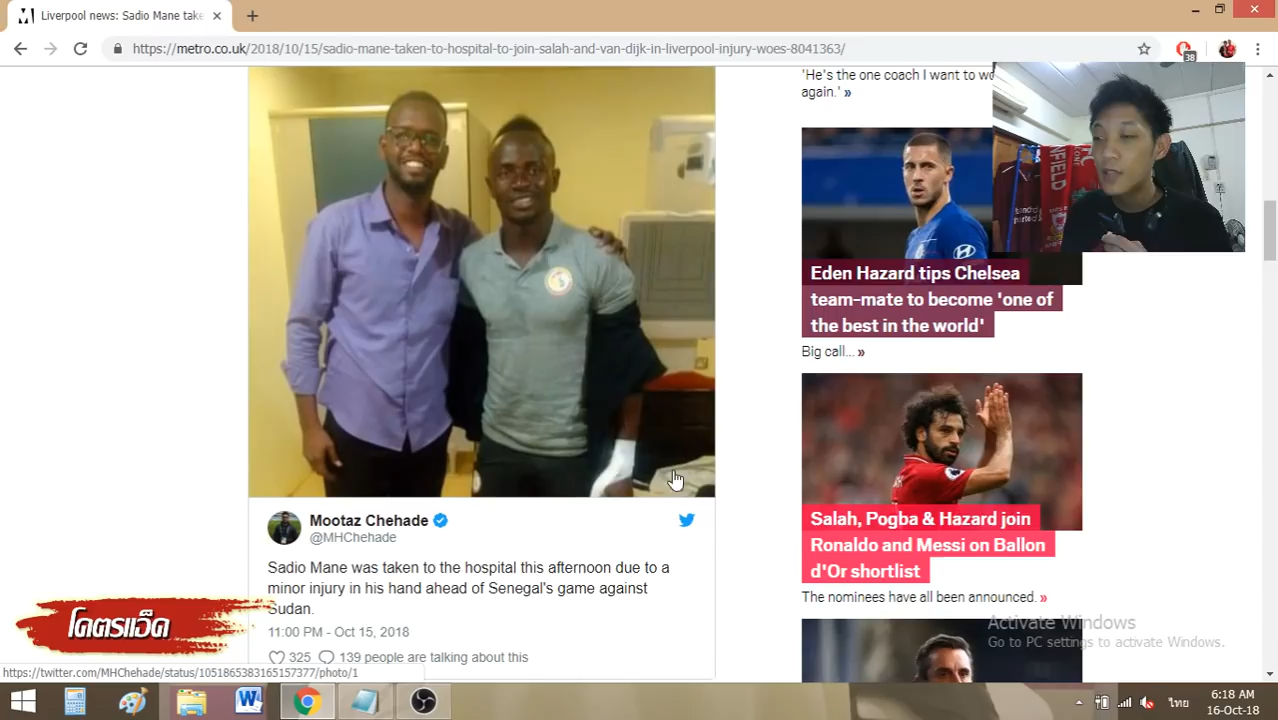 Liverpool news: Sadio Mane take
https://metro.co.uk/2018/10/15/sadio-mane-taken-to-hospital-to-join-salah-and-van-dijk-in-liverpool-injury-woes-8041363/
38
'He's the one coach I want to wo
again.' »
Eden Hazard tips Chelsea
team-mate to become 'one of
the best in the world'
Big call... »
Salah, Pogba & Hazard join
Ronaldo and Messi on Ballon
d'Or shortlist
The nominees have all been announced. »
Mootaz Chehade
@MHChehade
Sadio Mane was taken to the hospital this afternoon due to a
minor injury in his hand ahead of Senegal's game against
Sudan.
11:00 PM - Oct 15, 2018
325 139 people are talking about this
โคตรแอ็ด
Activate Windows
Go to PC settings to activate Windows.
https://twitter.com/MHChehade/status/1051865383165157377/photo/1
ไทย
6:18 AM
16-Oct-18